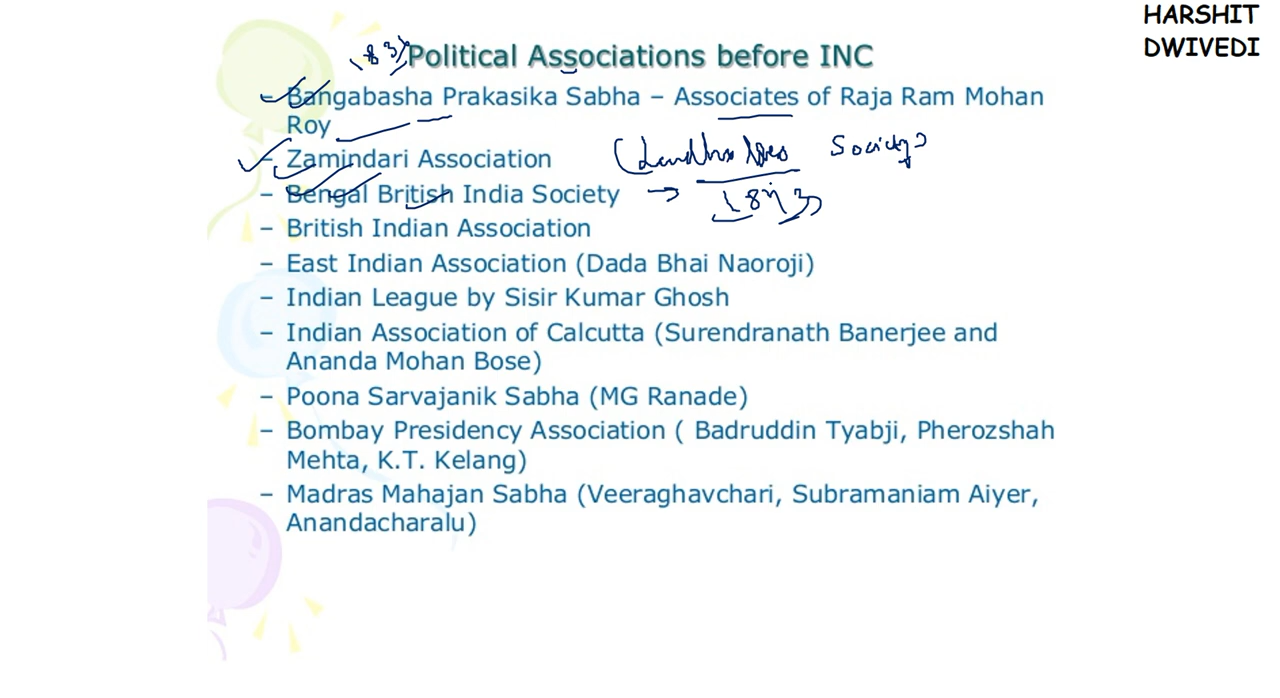 HARSHIT
DWIVEDI
Political Associations before INC
– Bangabasha Prakasika Sabha – Associates of Raja Ram Mohan
Roy
– Zamindari Association (Landholders Society)
– Bengal British India Society → 1843
– British Indian Association
– East Indian Association (Dada Bhai Naoroji)
– Indian League by Sisir Kumar Ghosh
– Indian Association of Calcutta (Surendranath Banerjee and
Ananda Mohan Bose)
– Poona Sarvajanik Sabha (MG Ranade)
– Bombay Presidency Association ( Badruddin Tyabji, Pherozshah
Mehta, K.T. Kelang)
– Madras Mahajan Sabha (Veeraghavchari, Subramaniam Aiyer,
Anandacharalu)